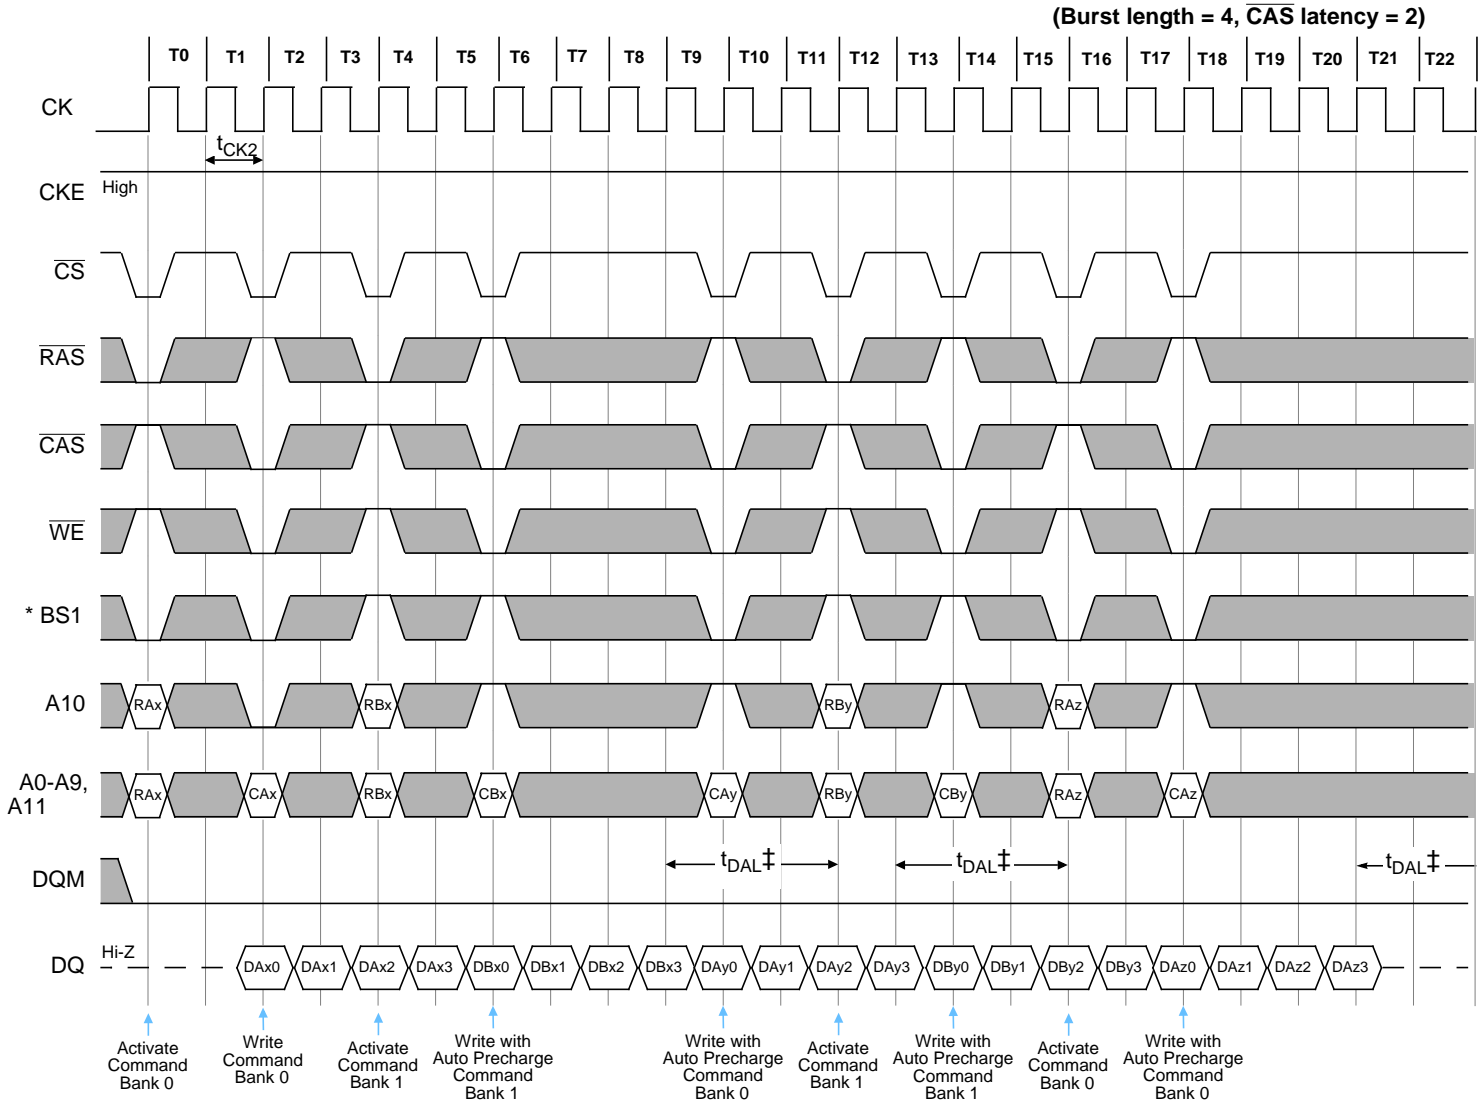 (Burst length = 4, CAS latency = 2)
T0 T1 T2 T3 T4 T5 T6 T7 T8 T9 T10 T11 T12 T13 T14 T15 T16 T17 T18 T19 T20 T21 T22
CK
tCK2
CKE High
CS
RAS
CAS
WE
* BS1
A10 RAx RBx RBy RAz
A0-A9,
A11
RAx CAx RBx CBx CAy RBy CBy RAz CAz
tDAL‡ tDAL‡ tDAL‡
DQM
DQ Hi-Z DAx0 DAx1 DAx2 DAx3 DBx0 DBx1 DBx2 DBx3 DAy0 DAy1 DAy2 DAy3 DBy0 DBy1 DBy2 DBy3 DAz0 DAz1 DAz2 DAz3
Activate
Command
Bank 0
Write
Command
Bank 0
Activate
Command
Bank 1
Write with
Auto Precharge
Command
Bank 1
Write with
Auto Precharge
Command
Bank 0
Activate
Command
Bank 1
Write with
Auto Precharge
Command
Bank 1
Activate
Command
Bank 0
Write with
Auto Precharge
Command
Bank 0